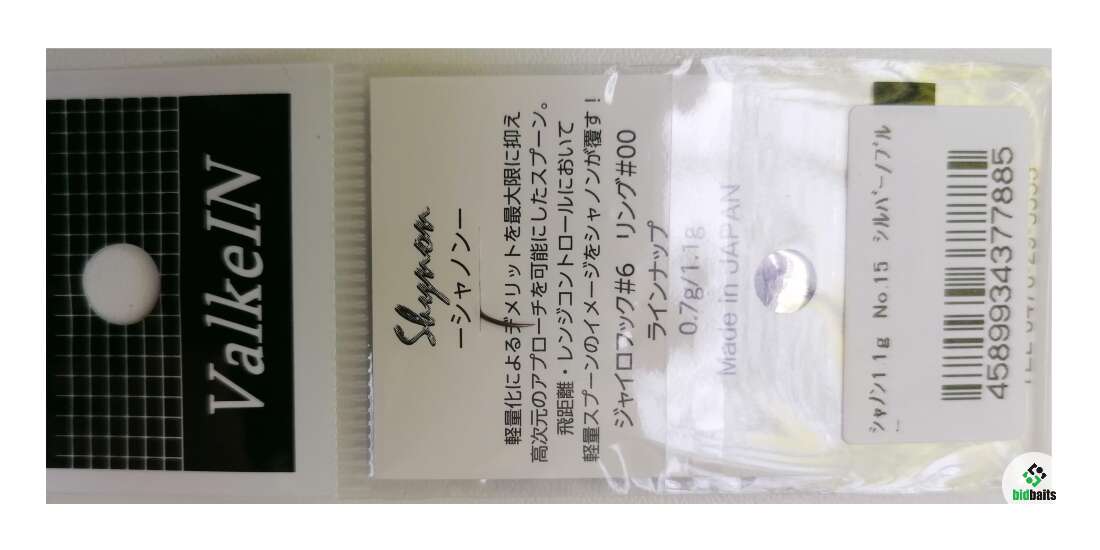 ValkeIN
Shynon
ーシャノンー
軽量化によるデメリットを最大限に抑え
高次元のアプローチを可能にしたスプーン。
飛距離・レンジコントロールにおいて
軽量スプーンのイメージをシャノンが覆す！
ジャイロフック#6 リング#00
ラインナップ
0.7g/1.1g
Made in JAPAN
ｼｬﾉﾝ1.1g No.15 ｼﾙﾊﾞｰﾉﾌﾞﾙ
4589934377885
bidbaits